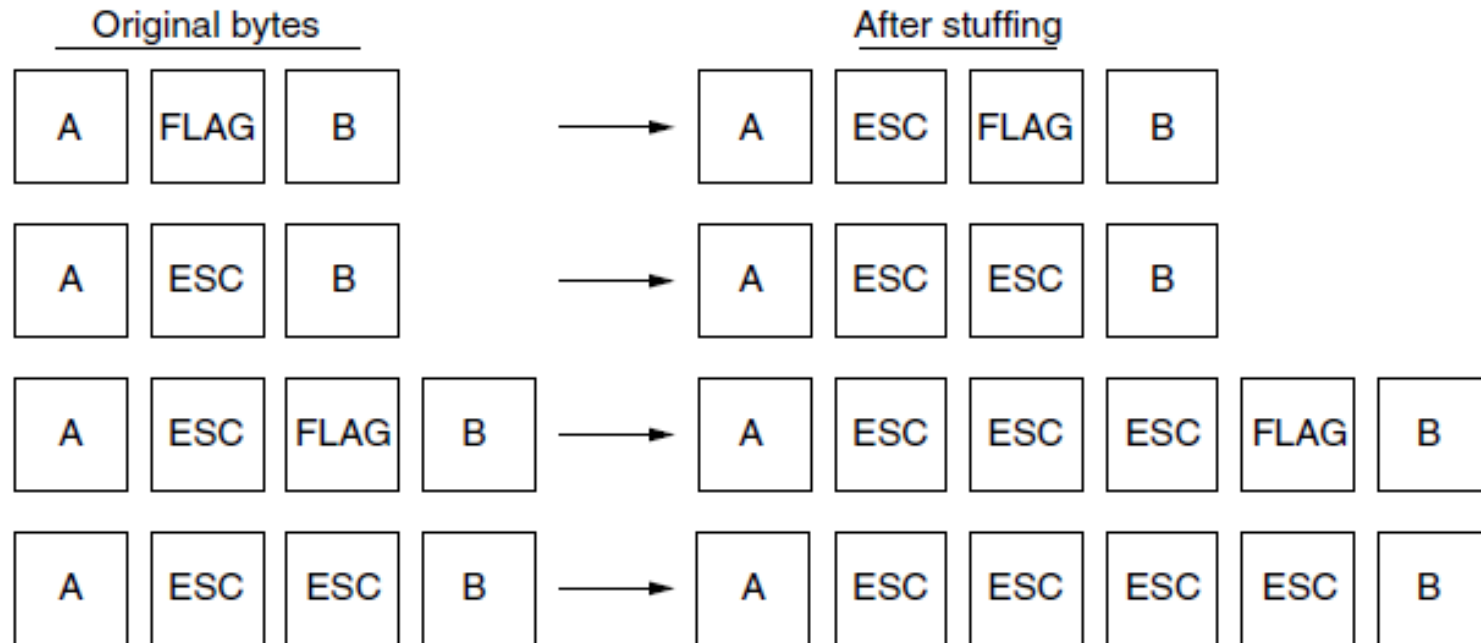 Original bytes After stuffing
A FLAG B A ESC FLAG B
A ESC B A ESC ESC B
A ESC FLAG B A ESC ESC ESC FLAG B
A ESC ESC B A ESC ESC ESC ESC B